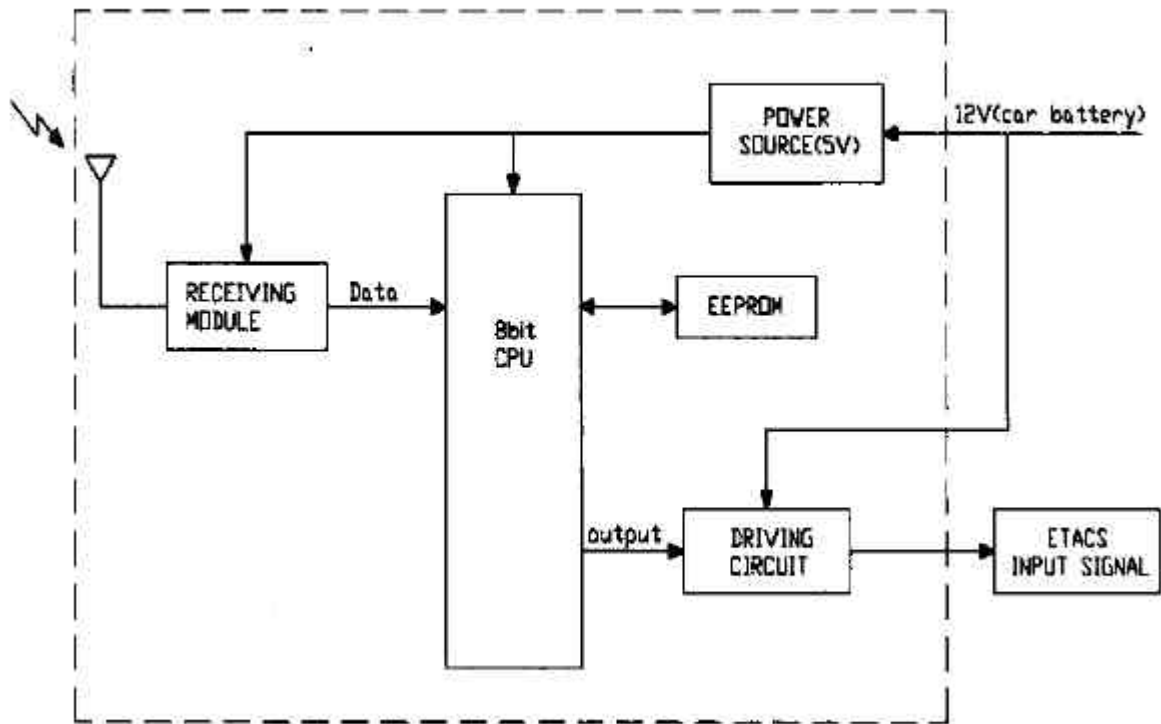 POWER
SOURCE(5V)
12V(car battery)
RECEIVING
MODULE
Data
8bit
CPU
EEPROM
output
DRIVING
CIRCUIT
ETACS
INPUT SIGNAL